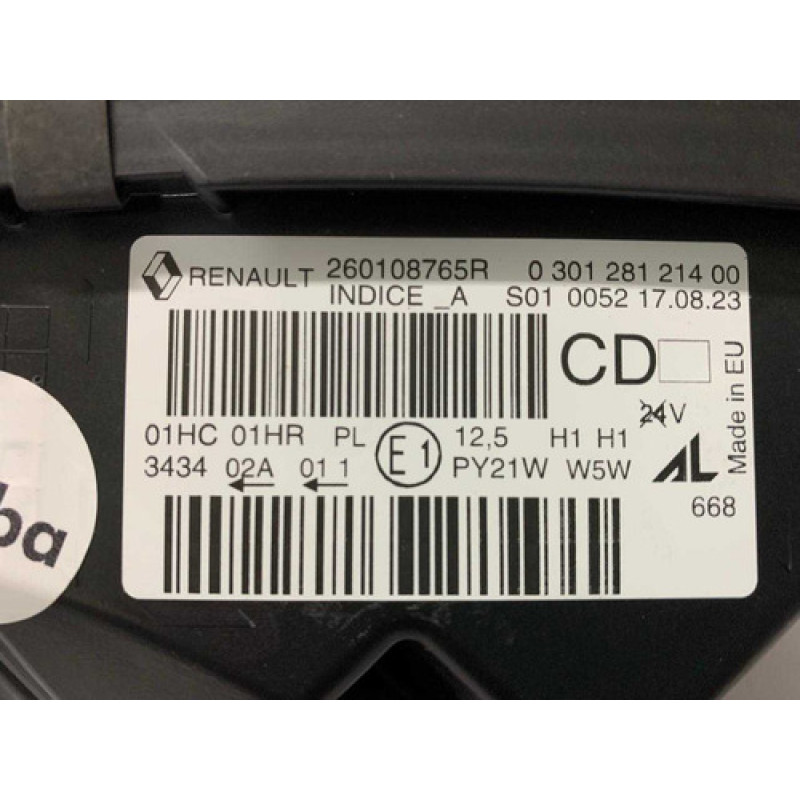 RENAULT 260108765R 0 301 281 214 00
INDICE _A S01 0052 17.08.23
CD
Made in EU
24V
01HC 01HR PL E1 12,5 H1 H1
3434 02A 01 1 PY21W W5W AL
668
ba